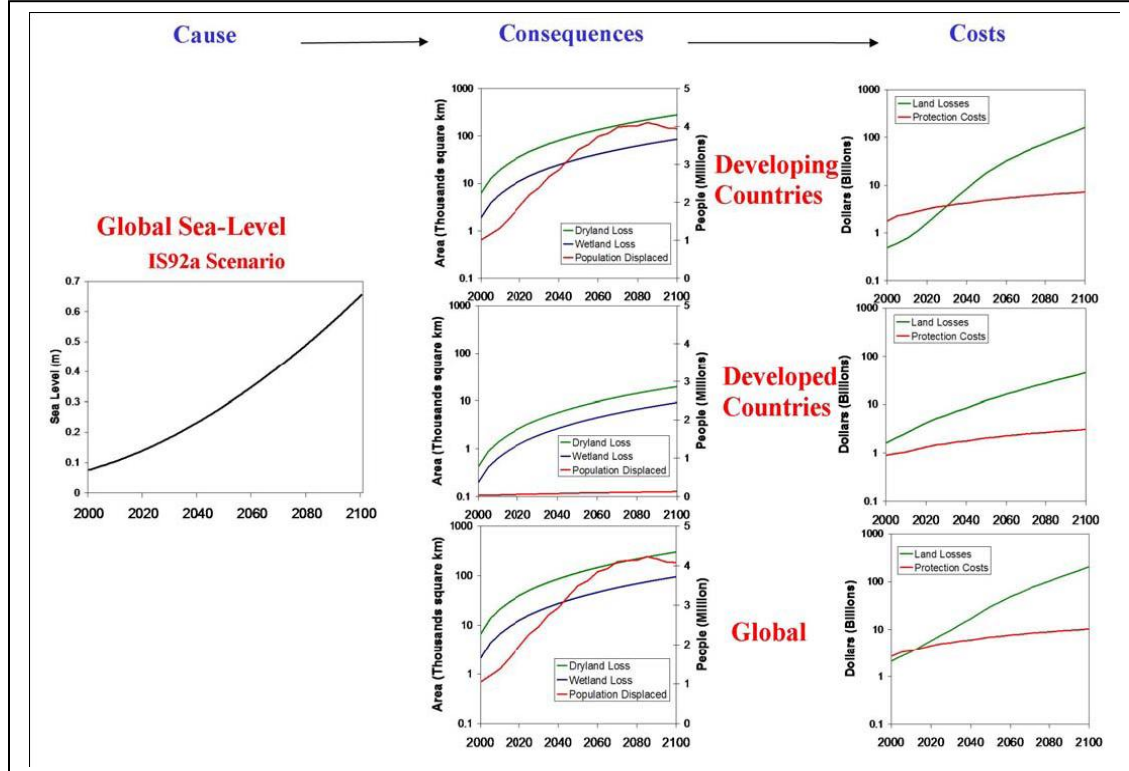 Cause
Consequences
Costs
Global Sea-Level
IS92a Scenario
0.7
0.6
0.5
0.4
0.3
0.2
0.1
0
Sea Level (m)
2000 2020 2040 2060 2080 2100
1000
100
10
1
0.1
Area (Thousands square km)
5
4
3
2
1
0
People (Millions)
Dryland Loss
Wetland Loss
Population Displaced
2000 2020 2040 2060 2080 2100
Developing
Countries
1000
100
10
1
0.1
Dollars (Billions)
Land Losses
Protection Costs
2000 2020 2040 2060 2080 2100
1000
100
10
1
0.1
Area (Thousands square km)
5
4
3
2
1
0
People (Millions)
Dryland Loss
Wetland Loss
Population Displaced
2000 2020 2040 2060 2080 2100
Developed
Countries
1000
100
10
1
0.1
Dollars (Billions)
Land Losses
Protection Costs
2000 2020 2040 2060 2080 2100
1000
100
10
1
0.1
Area (Thousands square km)
5
4
3
2
1
0
People (Million)
Dryland Loss
Wetland Loss
Population Displaced
2000 2020 2040 2060 2080 2100
Global
1000
100
10
1
0.1
Dollars (Billions)
Land Losses
Protection Costs
2000 2020 2040 2060 2080 2100